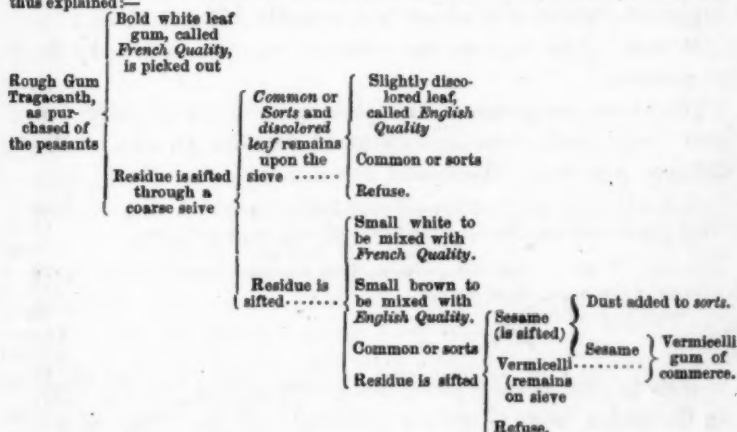 thus explained:—
Rough Gum
Tragacanth,
as pur-
chased of
the peasants
Bold white leaf
gum, called
French Quality,
is picked out
Residue is sifted
through a
coarse seive
Common or
Sorts and
discolored
leaf remains
upon the
sieve ······
Slightly disco-
lored leaf,
called English
Quality
Common or sorts
Refuse.
Residue is
sifted ·······
Small white to
be mixed with
French Quality.
Small brown to
be mixed with
English Quality.
Common or sorts
Residue is sifted
Sesame
(is sifted)
Dust added to sorts.
Sesame
Vermicelli ············
(remains
on sieve
Refuse.
Vermicelli
gum of
commerce.